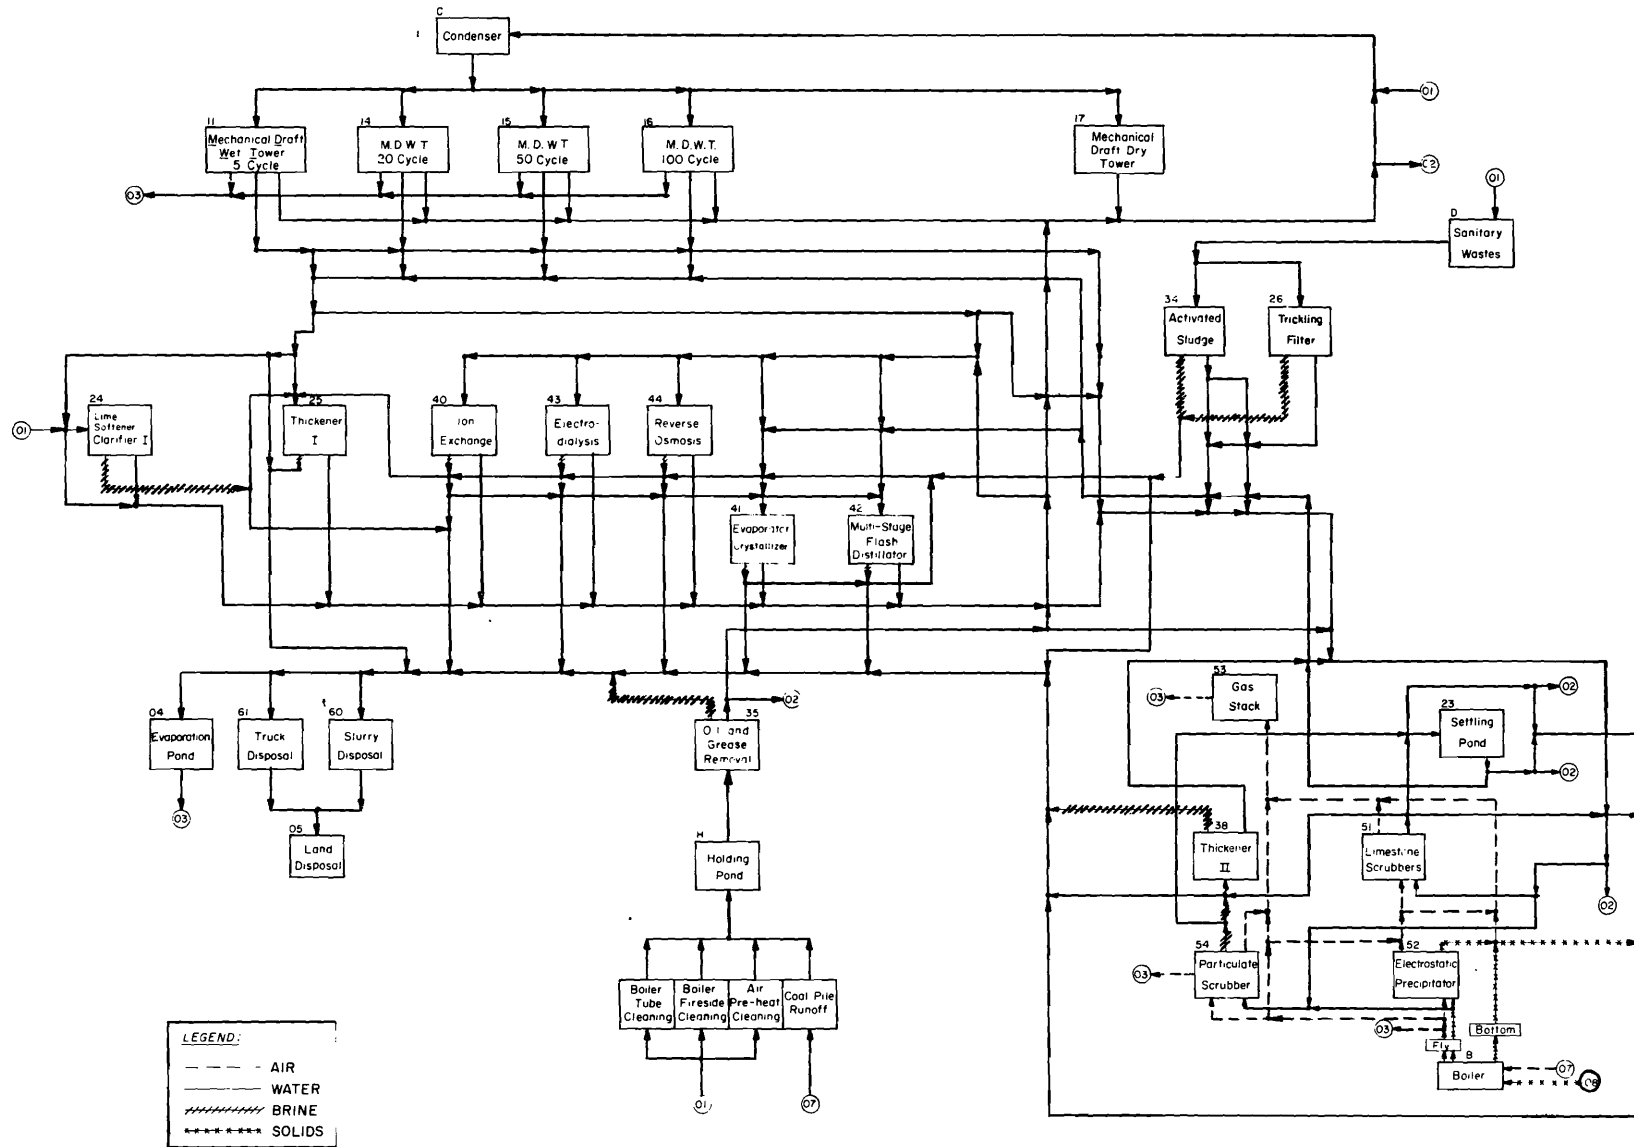 C
Condenser
01
11
Mechanical Draft
Wet Tower
5 Cycle
14
M.D.W.T
20 Cycle
15
M.D.W.T
50 Cycle
16
M.D.W.T.
100 Cycle
17
Mechanical
Draft Dry
Tower
02
03
01
D
Sanitary
Wastes
34
Activated
Sludge
26
Trickling
Filter
24
Lime
Softener
Clarifier I
01
25
Thickener
I
40
Ion
Exchange
43
Electro-
dialysis
44
Reverse
Osmosis
41
Evaporator
Crystallizer
42
Multi-Stage
Flash
Distillator
04
Evaporation
Pond
61
Truck
Disposal
60
Slurry
Disposal
02
35
Oil and
Grease
Removal
03
05
Land
Disposal
53
Gas
Stack
03
23
Settling
Pond
02
02
H
Holding
Pond
38
Thickener
II
51
Limestone
Scrubbers
02
54
Particulate
Scrubber
03
52
Electrostatic
Precipitator
Boiler
Tube
Cleaning
Boiler
Fireside
Cleaning
Air
Pre-heat
Cleaning
Coal Pile
Runoff
01
07
03
Fly
Bottom
B
Boiler
07
08
LEGEND:
AIR
WATER
BRINE
SOLIDS